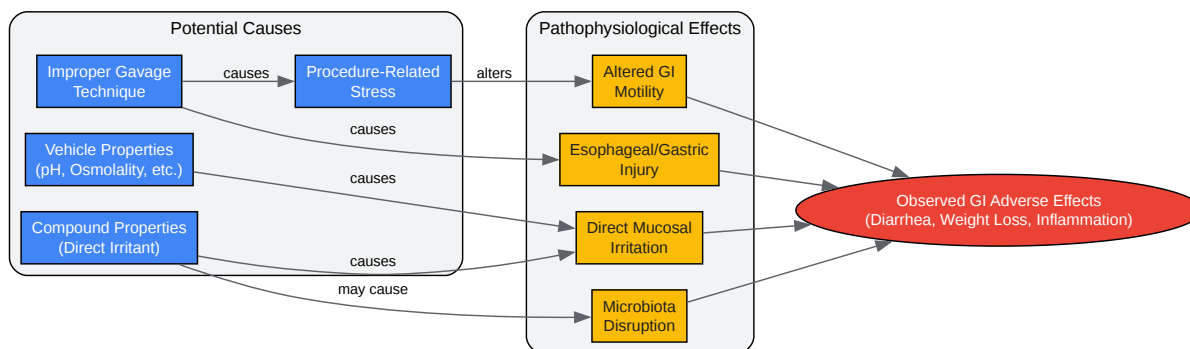 Potential Causes
Pathophysiological Effects
Improper Gavage
Technique
causes
Procedure-Related
Stress
alters
Altered GI
Motility
causes
Vehicle Properties
(pH, Osmolality, etc.)
Esophageal/Gastric
Injury
causes
Observed GI Adverse Effects
(Diarrhea, Weight Loss, Inflammation)
Compound Properties
(Direct Irritant)
Direct Mucosal
Irritation
causes
may cause
Microbiota
Disruption